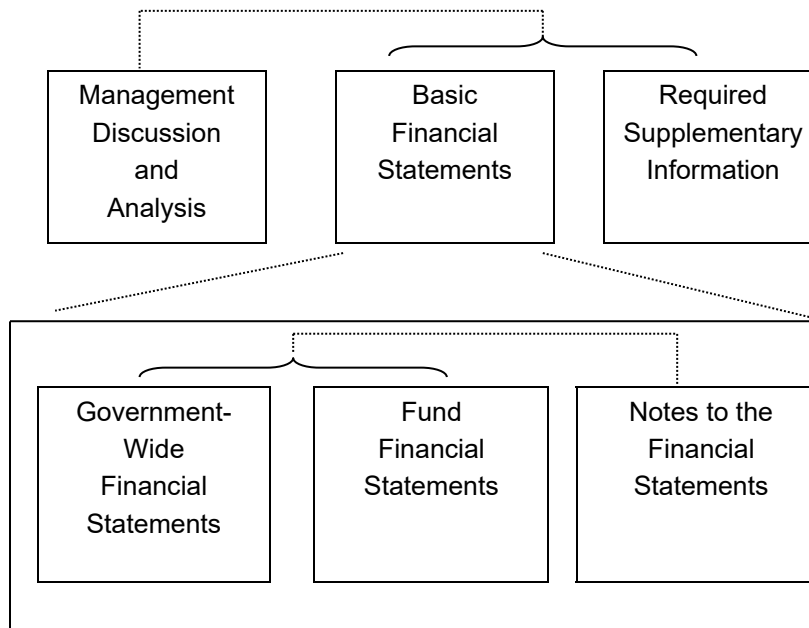 Management
Discussion
and
Analysis
Basic
Financial
Statements
Required
Supplementary
Information
Government-
Wide
Financial
Statements
Fund
Financial
Statements
Notes to the
Financial
Statements